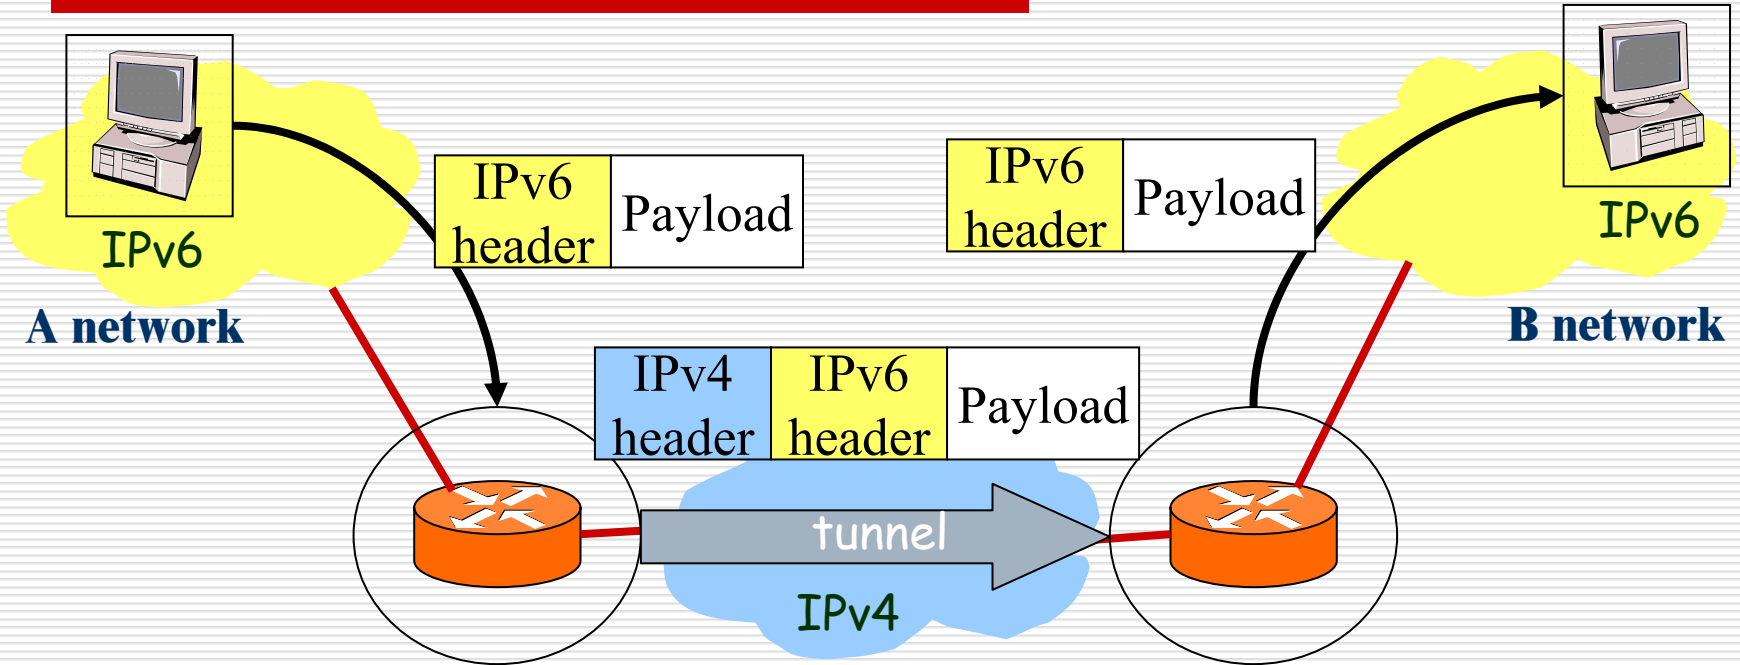 IPv6
header
Payload
IPv6
header
Payload
IPv6
IPv6
A network
B network
IPv4
header
IPv6
header
Payload
tunnel
IPv4